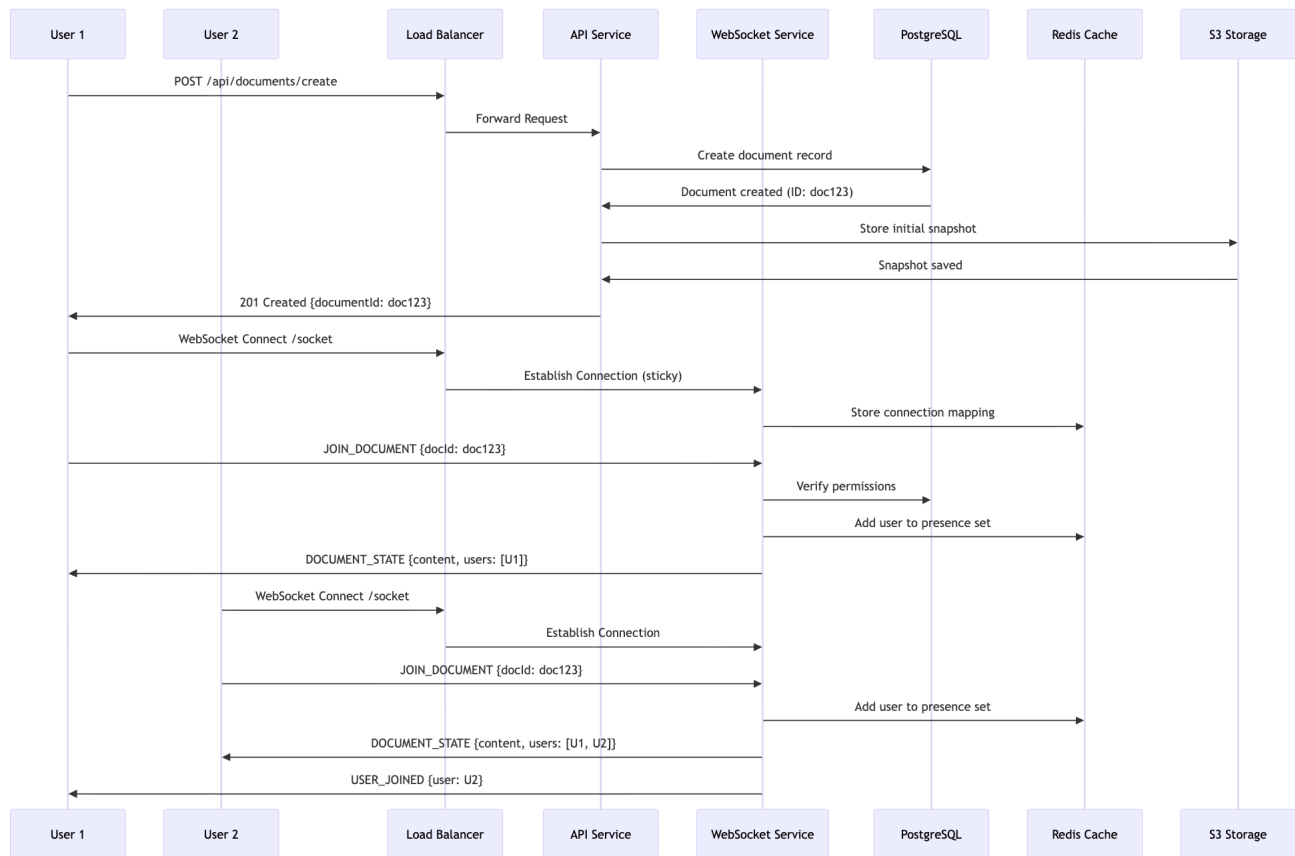 User 1
User 2
Load Balancer
API Service
WebSocket Service
PostgreSQL
Redis Cache
S3 Storage
POST /api/documents/create
Forward Request
Create document record
Document created (ID: doc123)
Store initial snapshot
Snapshot saved
201 Created {documentId: doc123}
WebSocket Connect /socket
Establish Connection (sticky)
Store connection mapping
JOIN_DOCUMENT {docId: doc123}
Verify permissions
Add user to presence set
DOCUMENT_STATE {content, users: [U1]}
WebSocket Connect /socket
Establish Connection
JOIN_DOCUMENT {docId: doc123}
Add user to presence set
DOCUMENT_STATE {content, users: [U1, U2]}
USER_JOINED {user: U2}
User 1
User 2
Load Balancer
API Service
WebSocket Service
PostgreSQL
Redis Cache
S3 Storage